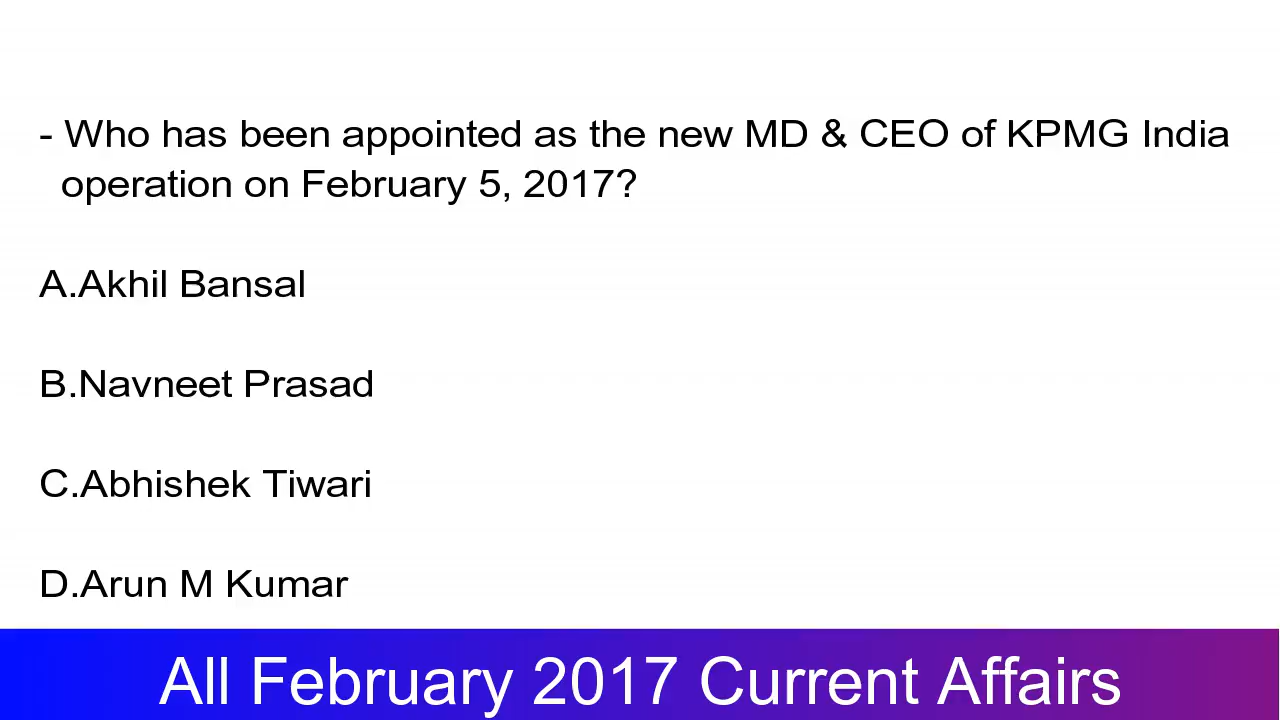 - Who has been appointed as the new MD & CEO of KPMG India
operation on February 5, 2017?
A.Akhil Bansal
B.Navneet Prasad
C.Abhishek Tiwari
D.Arun M Kumar
All February 2017 Current Affairs